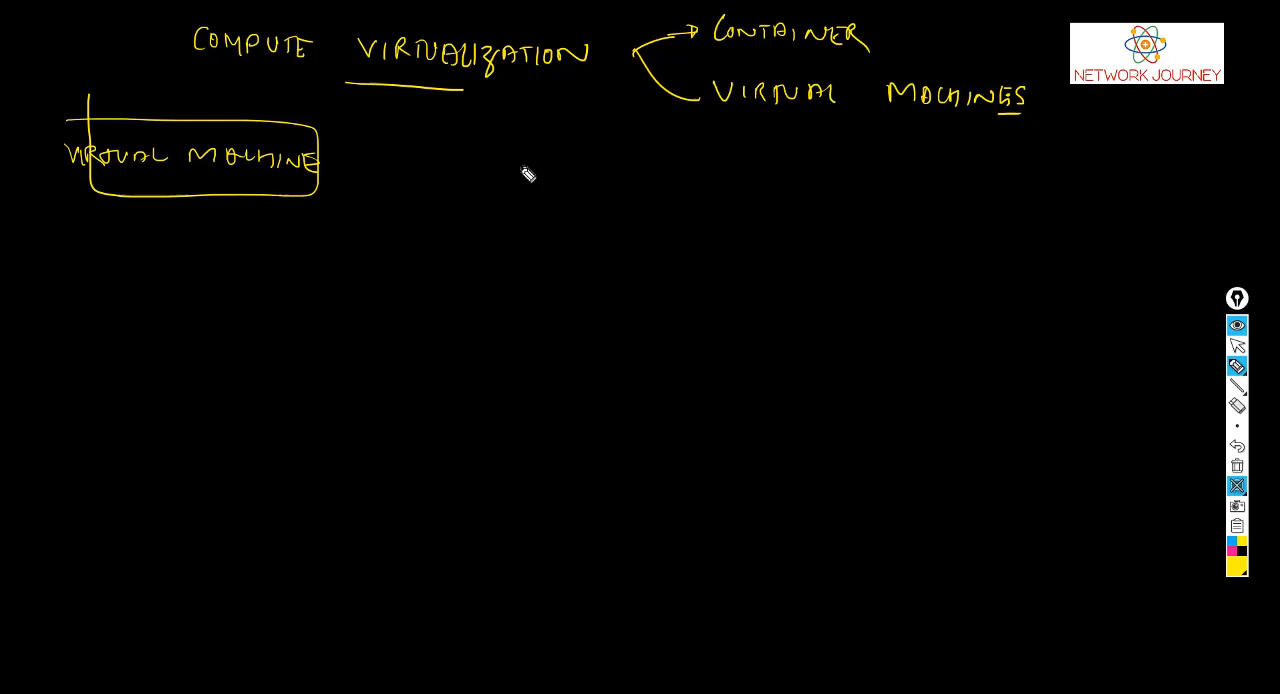 COMPUTE VIRTUALIZATION
CONTAINER
VIRTUAL MACHINES
VIRTUAL MACHINE
NETWORK JOURNEY